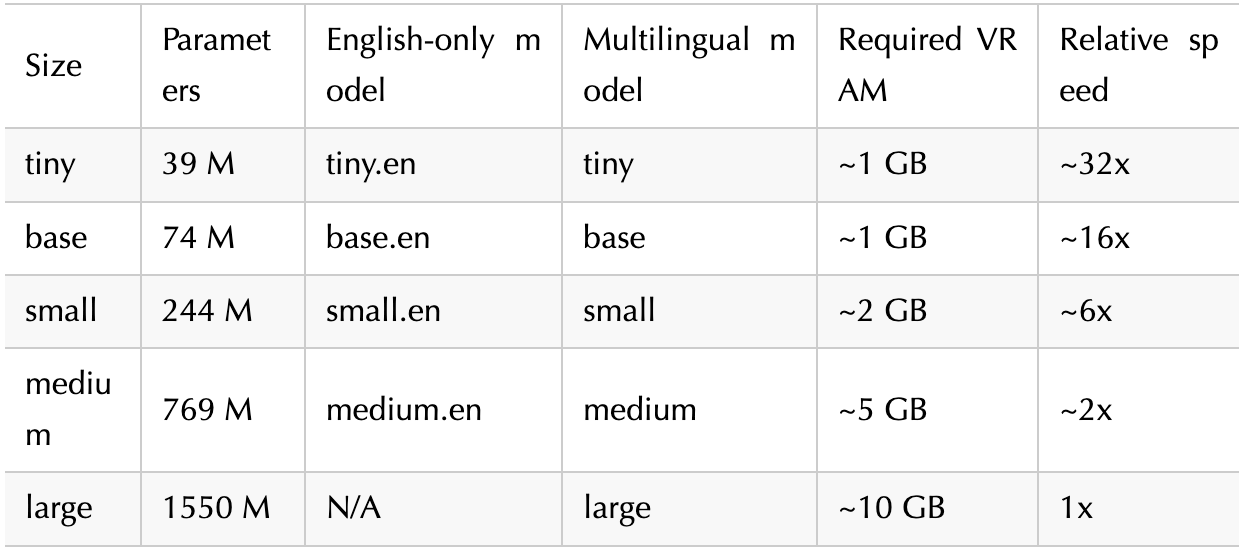 Size Parameters English-only model Multilingual model Required VRAM Relative speed
tiny 39 M tiny.en tiny ~1 GB ~32x
base 74 M base.en base ~1 GB ~16x
small 244 M small.en small ~2 GB ~6x
medium 769 M medium.en medium ~5 GB ~2x
large 1550 M N/A large ~10 GB 1x